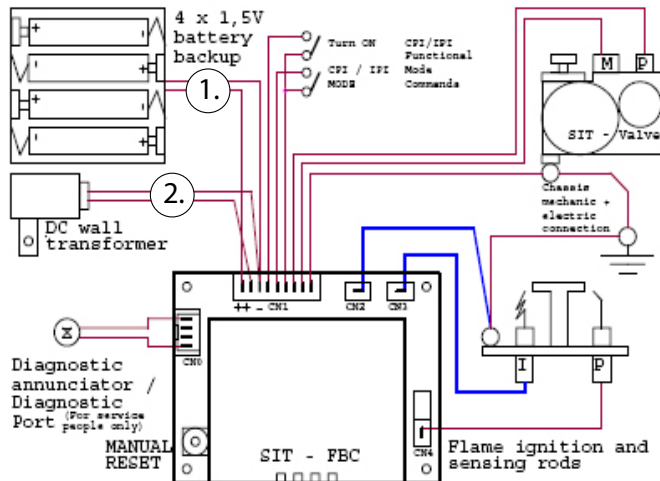 4 x 1,5V
battery
backup
+ -
- +
+ -
- +
1.
Turn ON CPI/IPI
Functional
CPI / IPI Mode
MODE Commands
M P
SIT - Valve
2.
DC wall
transformer
Chassis
mechanic +
electric
connection
++ - CN1 CN2 CN3
CN0
Diagnostic
annunciator /
Diagnostic
Port (For service
people only)
I P
MANUAL
RESET
SIT - FBC
CN4
Flame ignition and
sensing rods